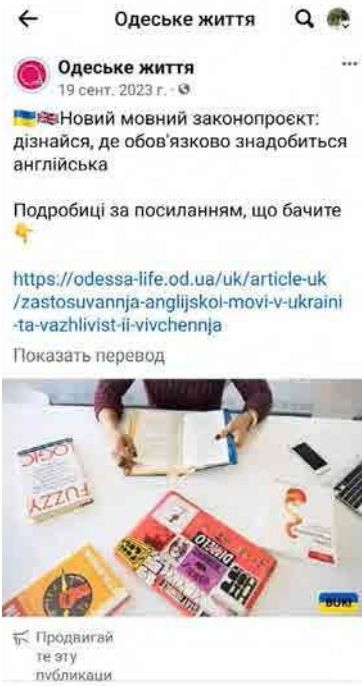 Одеське життя
Одеське життя
19 сент. 2023 г.
🇺🇦🇬🇧Новий мовний законопроєкт:
дізнайся, де обов'язково знадобиться
англійська
Подробиці за посиланням, що бачите
👇
https://odessa-life.od.ua/uk/article-uk
/zastosuvannja-anglijskoi-movi-v-ukraini
-ta-vazhlivist-ii-vivchennja
Показать перевод
FUZZY
LOGIC
BUKI
Продвигай
те эту
публикаци